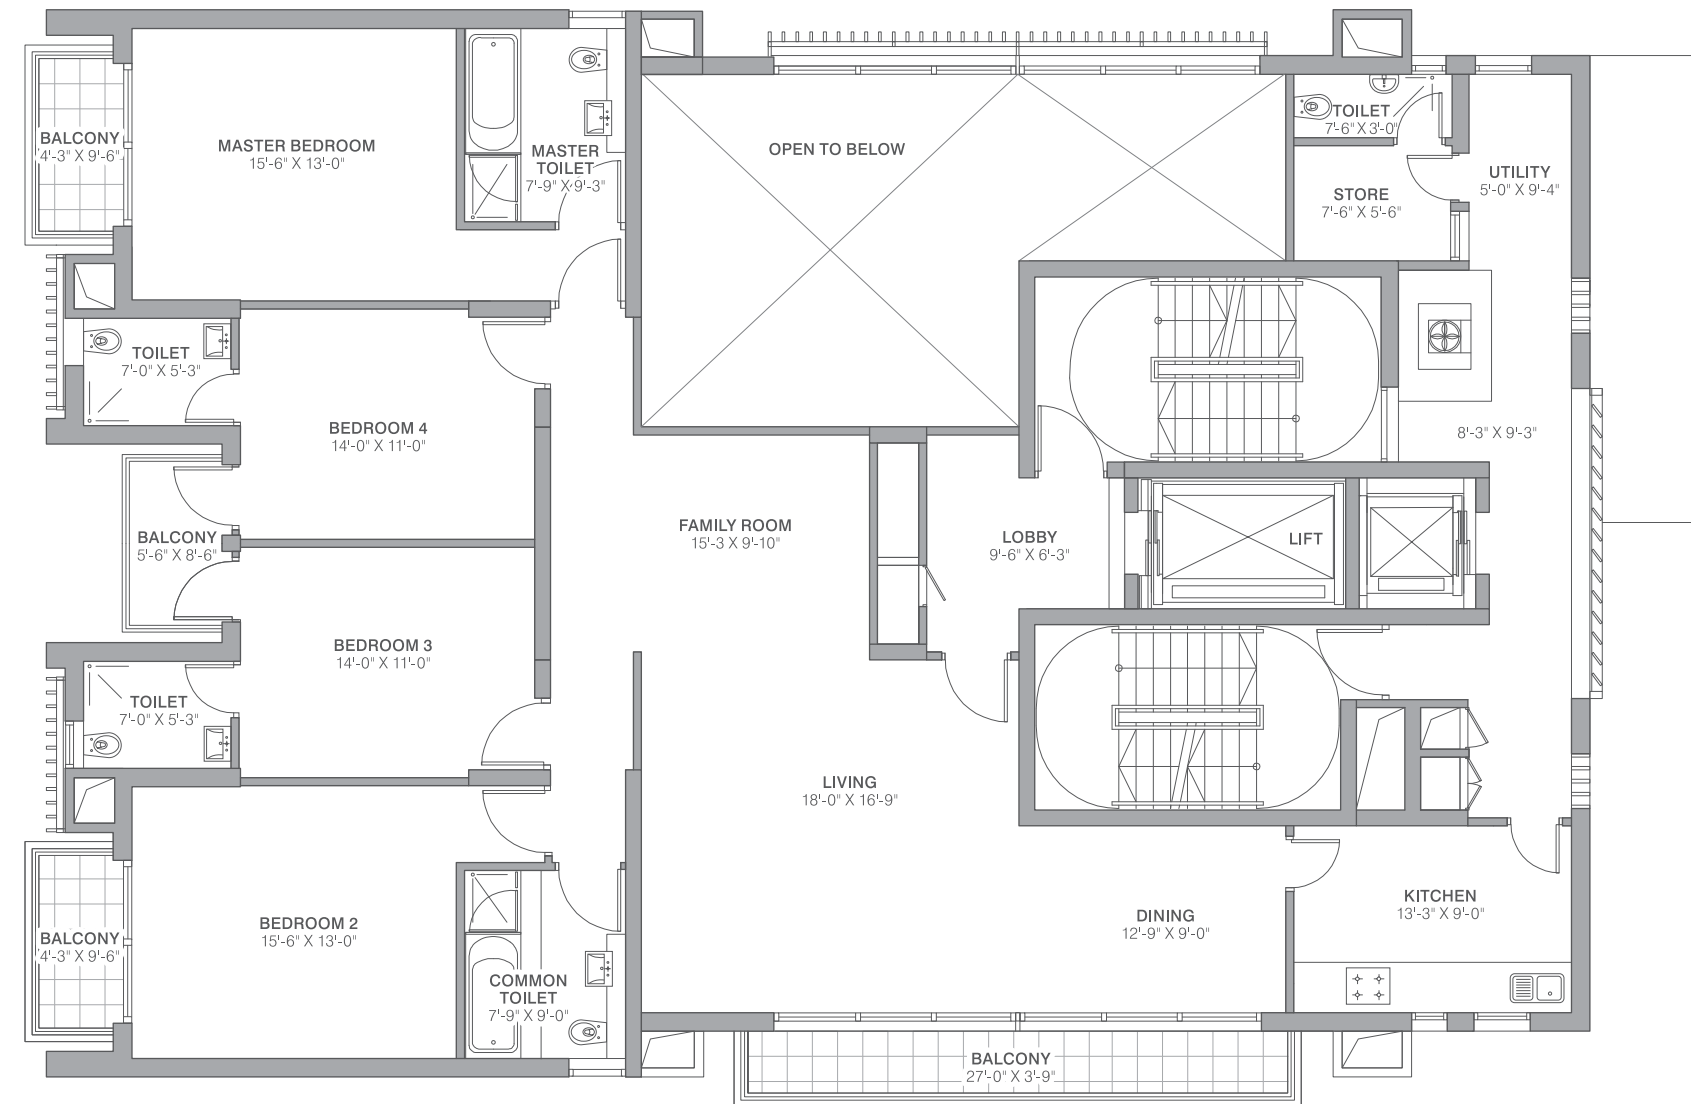 BALCONY
4'-3" X 9'-6"
MASTER BEDROOM
15'-6" X 13'-0"
MASTER
TOILET
7'-9" X 9'-3"
OPEN TO BELOW
TOILET
7'-6" X 3'-0"
STORE
7'-6" X 5'-6"
UTILITY
5'-0" X 9'-4"
TOILET
7'-0" X 5'-3"
BEDROOM 4
14'-0" X 11'-0"
8'-3" X 9'-3"
BALCONY
5'-6" X 8'-6"
FAMILY ROOM
15'-3 X 9'-10"
LOBBY
9'-6" X 6'-3"
LIFT
BEDROOM 3
14'-0" X 11'-0"
TOILET
7'-0" X 5'-3"
LIVING
18'-0" X 16'-9"
BALCONY
4'-3" X 9'-6"
BEDROOM 2
15'-6" X 13'-0"
COMMON
TOILET
7'-9" X 9'-0"
DINING
12'-9" X 9'-0"
KITCHEN
13'-3" X 9'-0"
BALCONY
27'-0" X 3'-9"